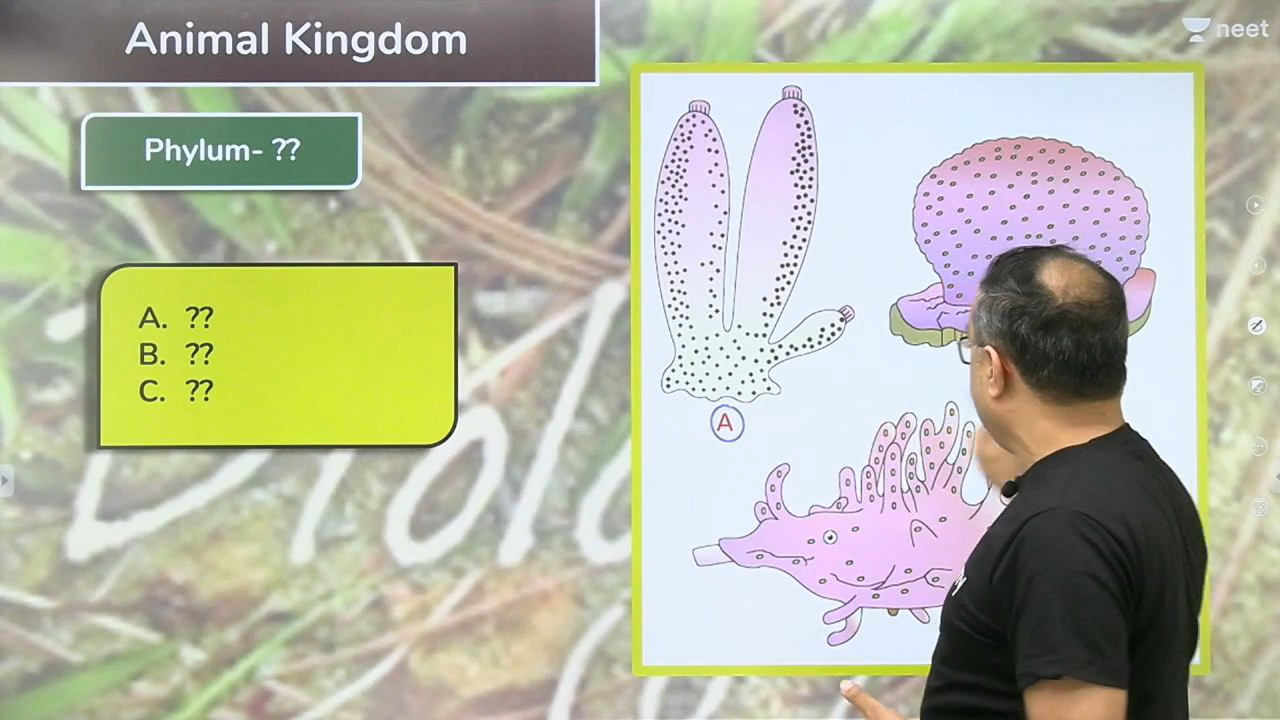 Animal Kingdom
neet
Phylum- ??
A. ??
B. ??
C. ??
A